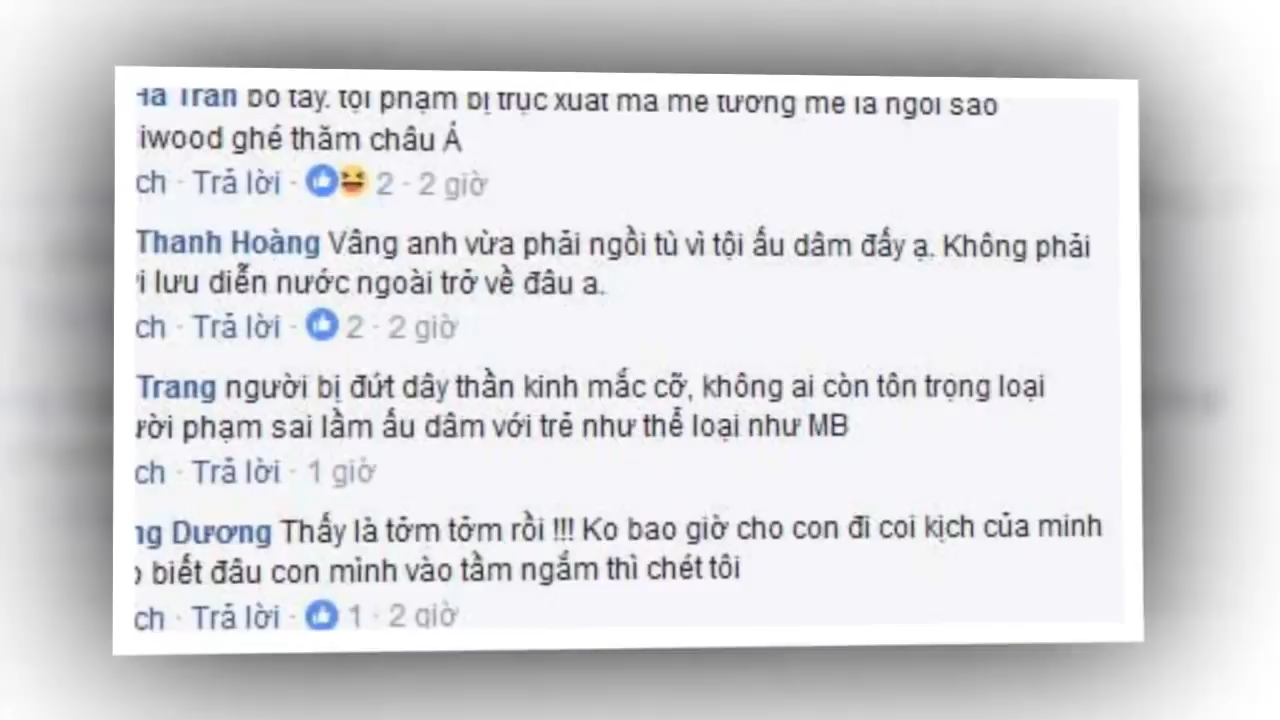 Hà Trần bó tay. tội phạm bị trục xuất mà mê tưởng mê là ngôi sao
iwood ghé thăm châu Á
ch · Trả lời · 2 · 2 giờ
Thanh Hoàng Vâng anh vừa phải ngồi tù vì tội ấu dâm đấy ạ. Không phải
i lưu diễn nước ngoài trở về đâu a.
ch · Trả lời · 2 · 2 giờ
Trang người bị đứt dây thần kinh mắc cỡ, không ai còn tôn trọng loại
ười phạm sai lầm ấu dâm với trẻ như thể loại như MB
ch · Trả lời · 1 giờ
ng Dương Thấy là tởm tởm rồi !!! Ko bao giờ cho con đi coi kịch của minh
biết đâu con mình vào tầm ngắm thì chét tôi
ch · Trả lời · 1 · 2 giờ